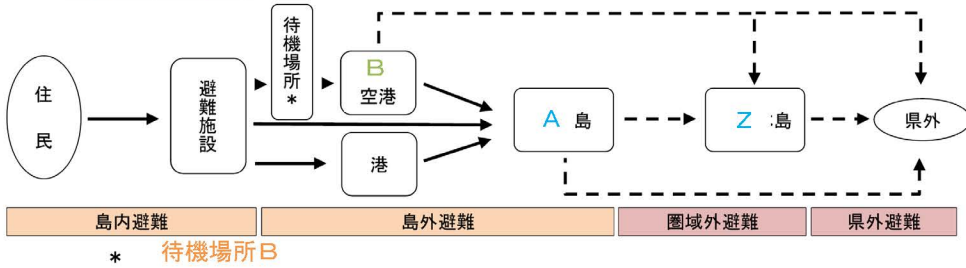 住民
避難施設
待機場所*
B
空港
港
A 島
Z 島
県外
島内避難
島外避難
圏域外避難
県外避難
* 待機場所B